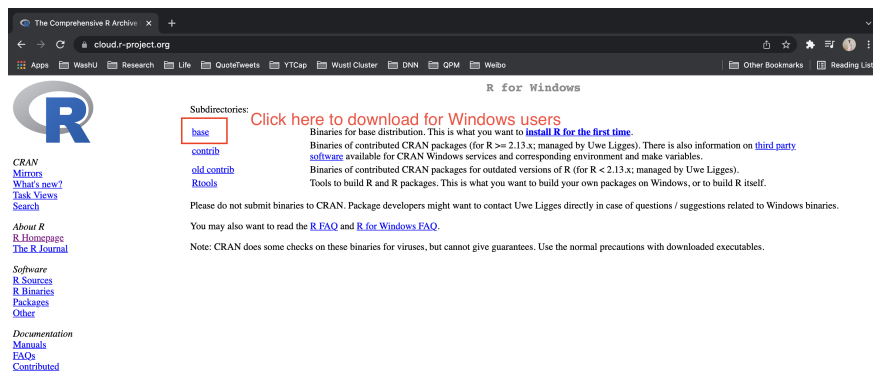 The Comprehensive R Archive
cloud.r-project.org
Apps WashU Research Life QuoteTweets YTCap Wustl Cluster DNN QPM Weibo Other Bookmarks Reading List
R
R for Windows
Subdirectories:
Click here to download for Windows users
base Binaries for base distribution. This is what you want to install R for the first time.
contrib Binaries of contributed CRAN packages (for R >= 2.13.x; managed by Uwe Ligges). There is also information on third party
software available for CRAN Windows services and corresponding environment and make variables.
old contrib Binaries of contributed CRAN packages for outdated versions of R (for R < 2.13.x; managed by Uwe Ligges).
Rtools Tools to build R and R packages. This is what you want to build your own packages on Windows, or to build R itself.
Please do not submit binaries to CRAN. Package developers might want to contact Uwe Ligges directly in case of questions / suggestions related to Windows binaries.
You may also want to read the R FAQ and R for Windows FAQ.
Note: CRAN does some checks on these binaries for viruses, but cannot give guarantees. Use the normal precautions with downloaded executables.
CRAN
Mirrors
What's new?
Task Views
Search
About R
R Homepage
The R Journal
Software
R Sources
R Binaries
Packages
Other
Documentation
Manuals
FAQs
Contributed